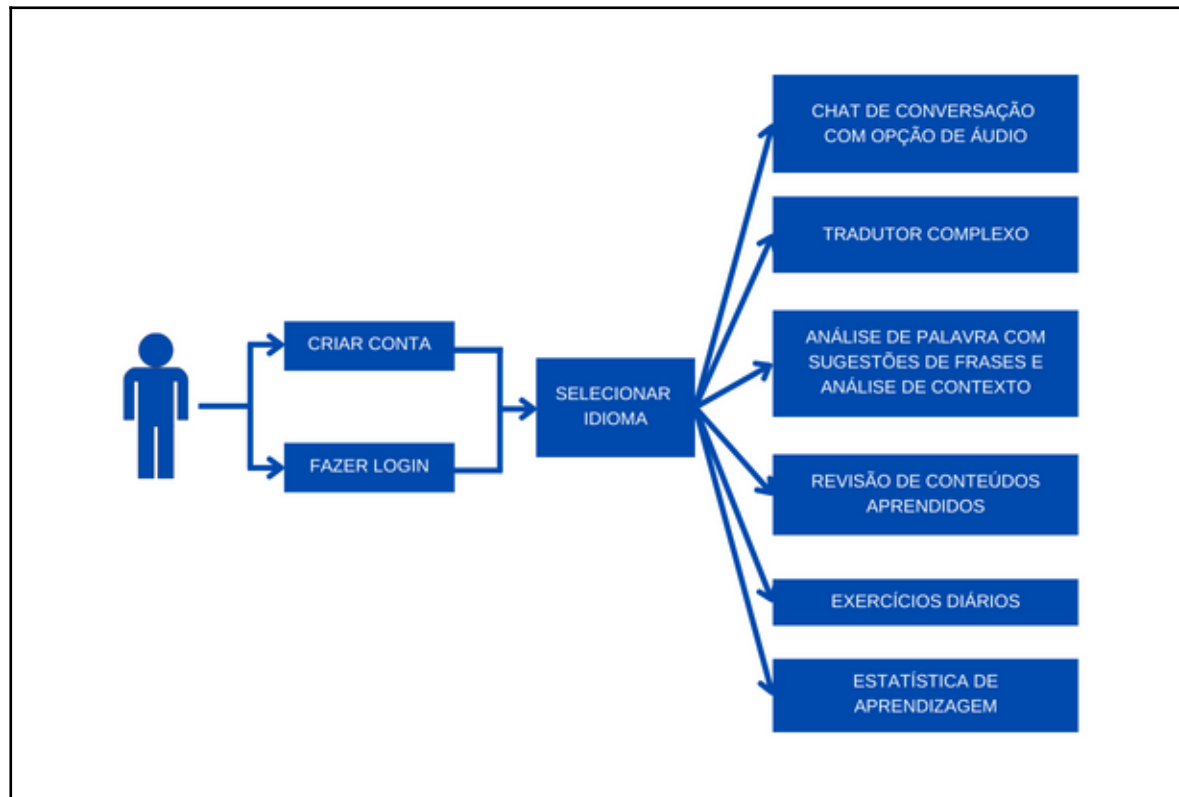 CRIAR CONTA
FAZER LOGIN
SELECIONAR
IDIOMA
CHAT DE CONVERSAÇÃO
COM OPÇÃO DE ÁUDIO
TRADUTOR COMPLEXO
ANÁLISE DE PALAVRA COM
SUGESTÕES DE FRASES E
ANÁLISE DE CONTEXTO
REVISÃO DE CONTEÚDOS
APRENDIDOS
EXERCÍCIOS DIÁRIOS
ESTATÍSTICA DE
APRENDIZAGEM